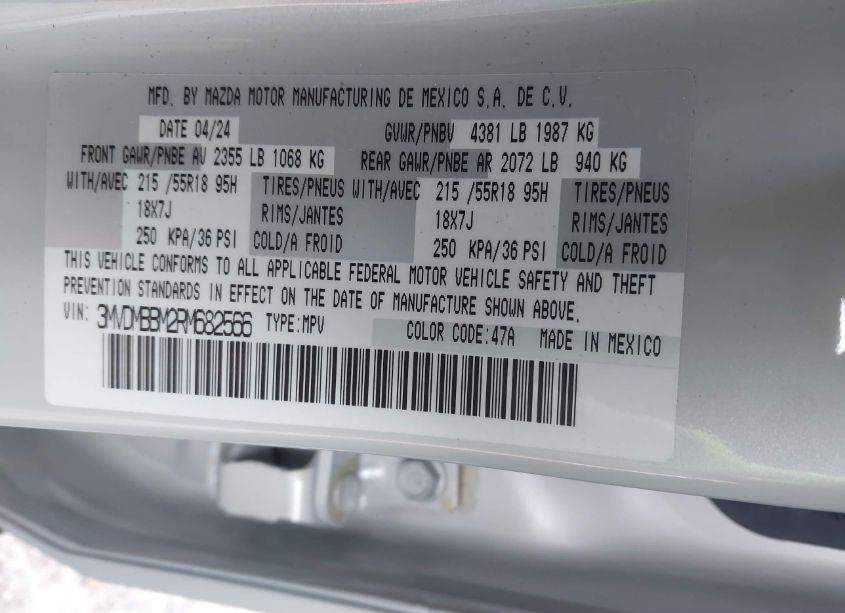 MFD. BY MAZDA MOTOR MANUFACTURING DE MEXICO S.A. DE C.V.
DATE 04/24 GVWR/PNBV 4381 LB 1987 KG
FRONT GAWR/PNBE AV 2355 LB 1068 KG REAR GAWR/PNBE AR 2072 LB 940 KG
WITH/AVEC 215 /55R18 95H TIRES/PNEUS WITH/AVEC 215 /55R18 95H TIRES/PNEUS
18X7J RIMS/JANTES 18X7J RIMS/JANTES
250 KPA/36 PSI COLD/A FROID 250 KPA/36 PSI COLD/A FROID
THIS VEHICLE CONFORMS TO ALL APPLICABLE FEDERAL MOTOR VEHICLE SAFETY AND THEFT
PREVENTION STANDARDS IN EFFECT ON THE DATE OF MANUFACTURE SHOWN ABOVE.
VIN: 3MVDMBBM2RM682566 TYPE:MPV COLOR CODE:47A MADE IN MEXICO